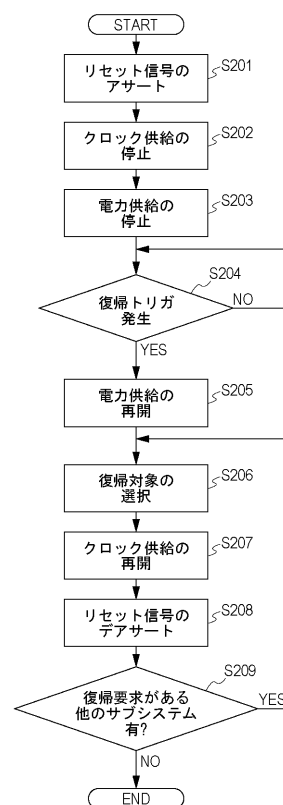 START
リセット信号の
アサート
S201
クロック供給の
停止
S202
電力供給の
停止
S203
復帰トリガ
発生
S204
NO
YES
電力供給の
再開
S205
復帰対象の
選択
S206
クロック供給の
再開
S207
リセット信号の
デアサート
S208
復帰要求がある
他のサブシステム
有?
S209
YES
NO
END